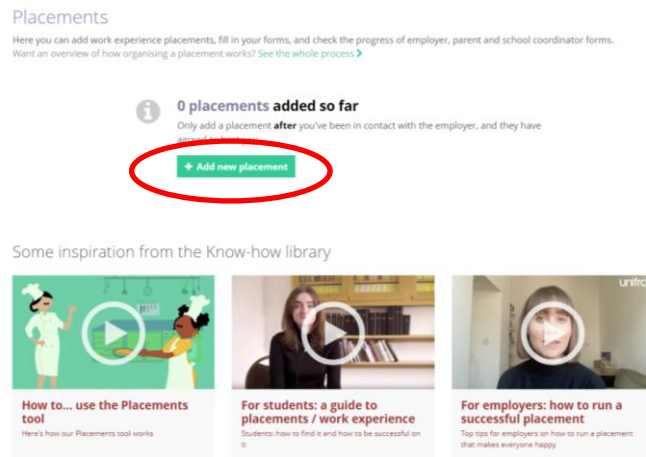 Placements
Here you can add work experience placements, fill in your forms, and check the progress of employer, parent and school coordinator forms.
Want an overview of how organising a placement works? See the whole process
0 placements added so far
Only add a placement after you've been in contact with the employer, and they have
agreed to host you
+ Add new placement
Some inspiration from the Know-how library
unifro
How to... use the Placements
tool
Here's how our Placements tool works
For students: a guide to
placements / work experience
Students: how to find it and how to be successful on
it
For employers: how to run a
successful placement
Top tips for employers on how to run a placement
that makes everyone happy